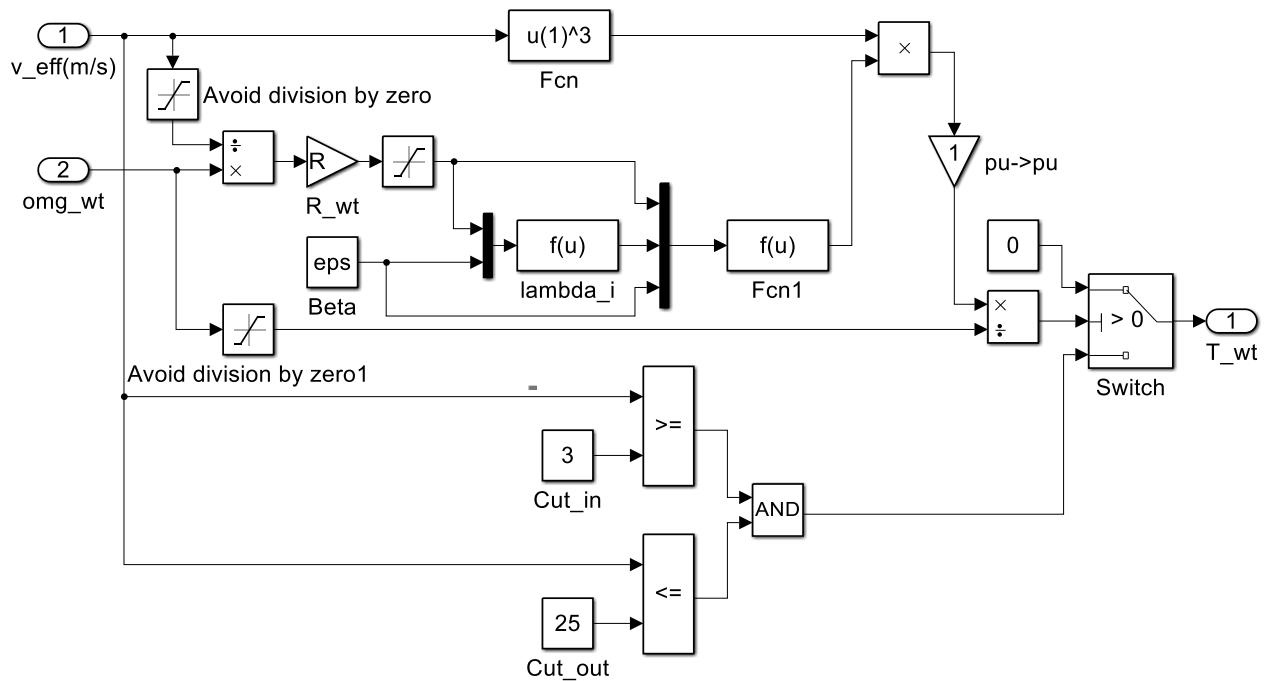 1
v_eff(m/s)
u(1)^3
Fcn
×
Avoid division by zero
÷
×
2
omg_wt
R
R_wt
1
pu->pu
eps
Beta
f(u)
lambda_i
f(u)
Fcn1
0
×
÷
> 0
Switch
1
T_wt
Avoid division by zero1
>=
3
Cut_in
AND
<=
25
Cut_out